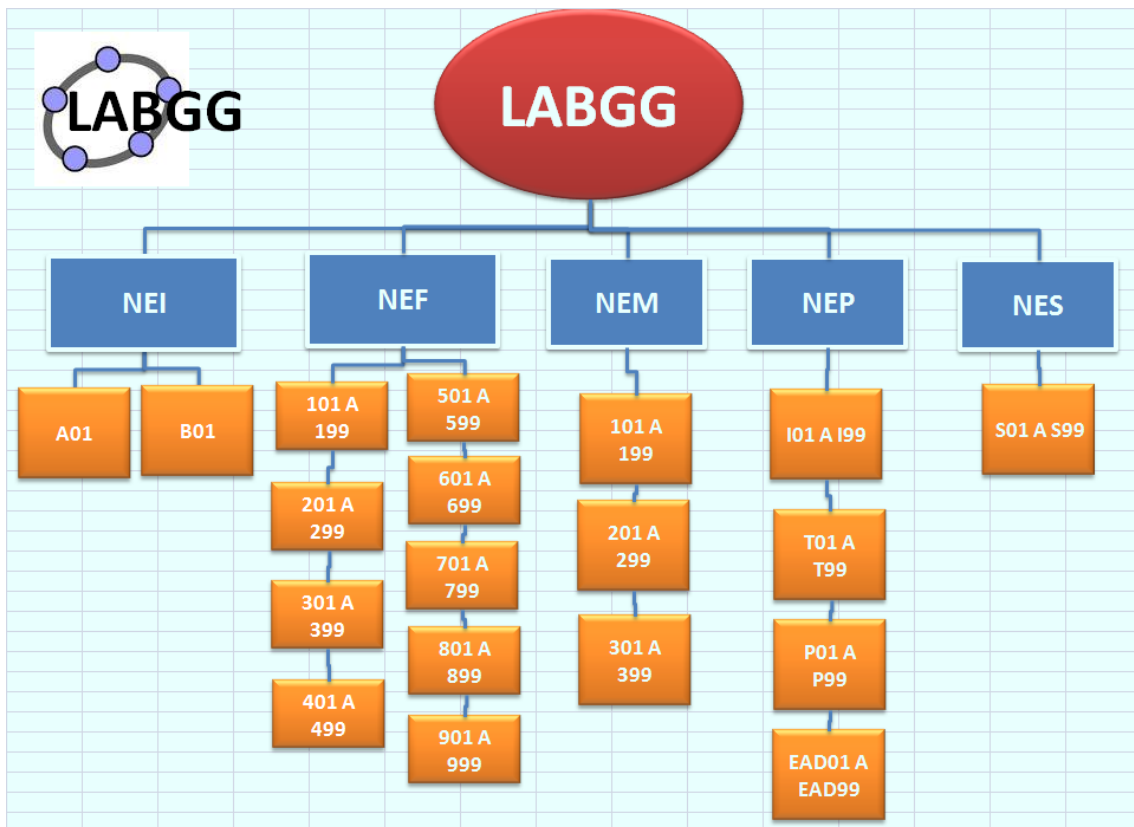 LABGG
LABGG
NEI
NEF
NEM
NEP
NES
A01
B01
101 A
199
201 A
299
301 A
399
401 A
499
501 A
599
601 A
699
701 A
799
801 A
899
901 A
999
101 A
199
201 A
299
301 A
399
I01 A I99
T01 A
T99
P01 A
P99
EAD01 A
EAD99
S01 A S99